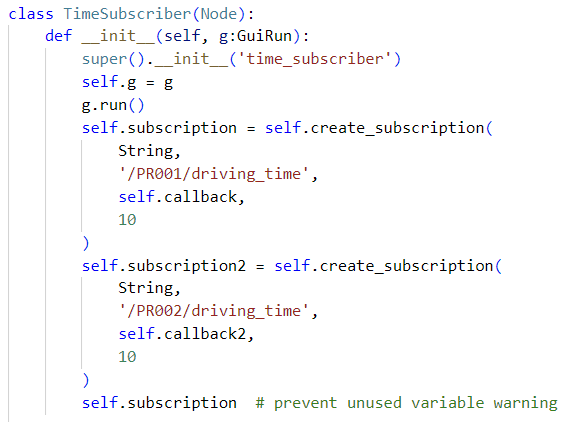 class TimeSubscriber(Node):
    def __init__(self, g:GuiRun):
        super().__init__('time_subscriber')
        self.g = g
        g.run()
        self.subscription = self.create_subscription(
            String,
            '/PR001/driving_time',
            self.callback,
            10
        )
        self.subscription2 = self.create_subscription(
            String,
            '/PR002/driving_time',
            self.callback2,
            10
        )
        self.subscription  # prevent unused variable warning